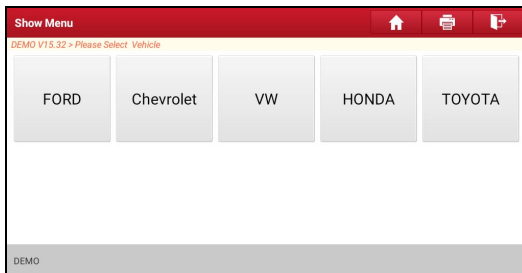 Show Menu
DEMO V15.32 > Please Select Vehicle
FORD Chevrolet VW HONDA TOYOTA
DEMO